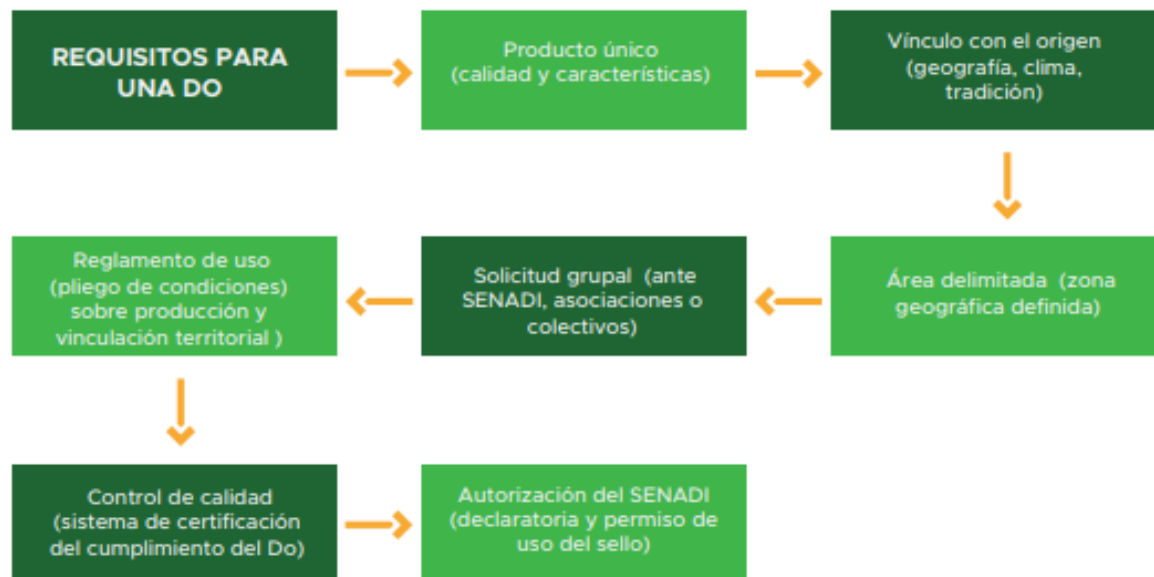 REQUISITOS PARA
UNA DO
Producto único
(calidad y características)
Vínculo con el origen
(geografía, clima,
tradición)
Área delimitada (zona
geográfica definida)
Solicitud grupal (ante
SENADI, asociaciones o
colectivos)
Reglamento de uso
(pliego de condiciones)
sobre producción y
vinculación territorial )
Control de calidad
(sistema de certificación
del cumplimiento del Do)
Autorización del SENADI
(declaratoria y permiso de
uso del sello)